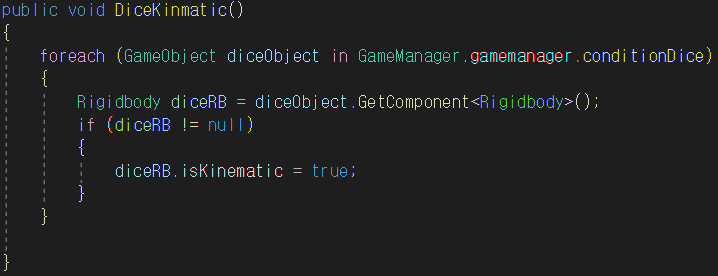 public void DiceKinmatic()
{
foreach (GameObject diceObject in GameManager.gamemanager.conditionDice)
{
Rigidbody diceRB = diceObject.GetComponent<Rigidbody>();
if (diceRB != null)
{
diceRB.isKinematic = true;
}
}
}